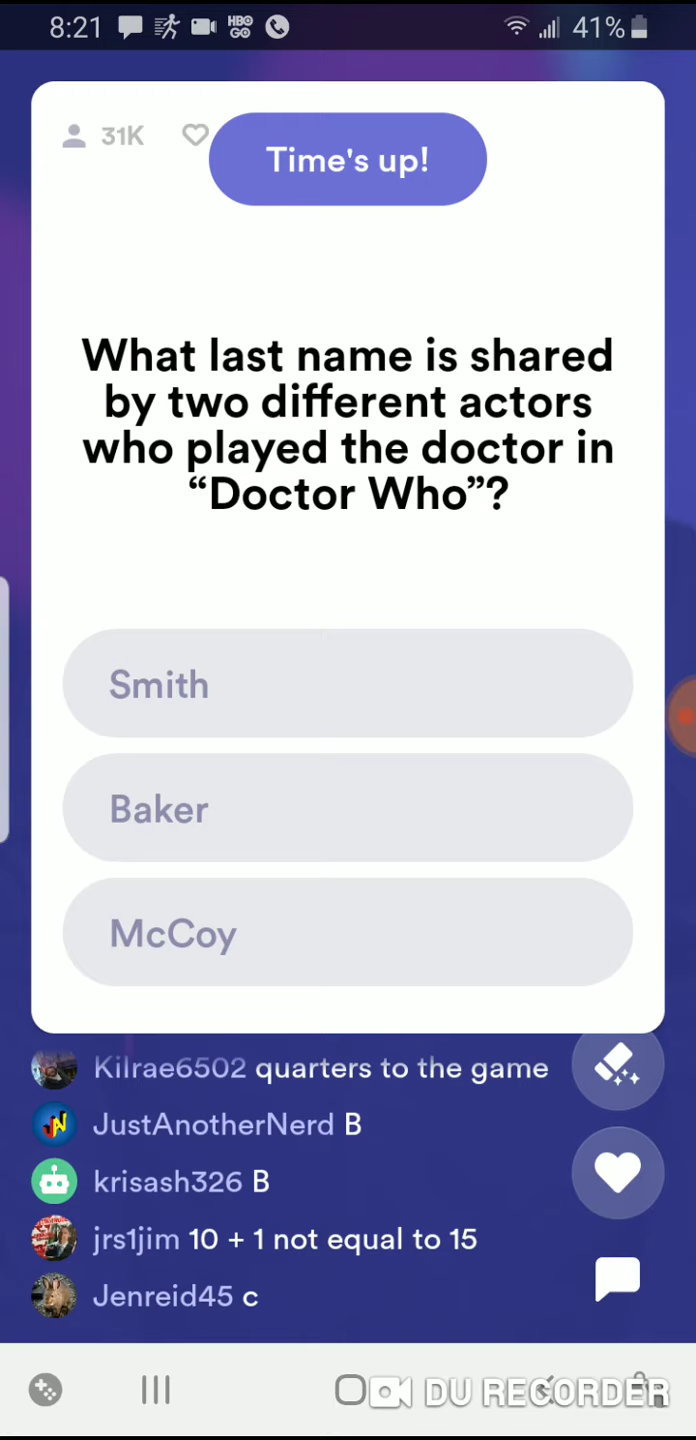 8:21 HBO GO 41%
31K
Time's up!
What last name is shared
by two different actors
who played the doctor in
“Doctor Who”?
Smith
Baker
McCoy
Kilrae6502 quarters to the game
JustAnotherNerd B
krisash326 B
jrs1jim 10 + 1 not equal to 15
Jenreid45 c
DU RECORDER